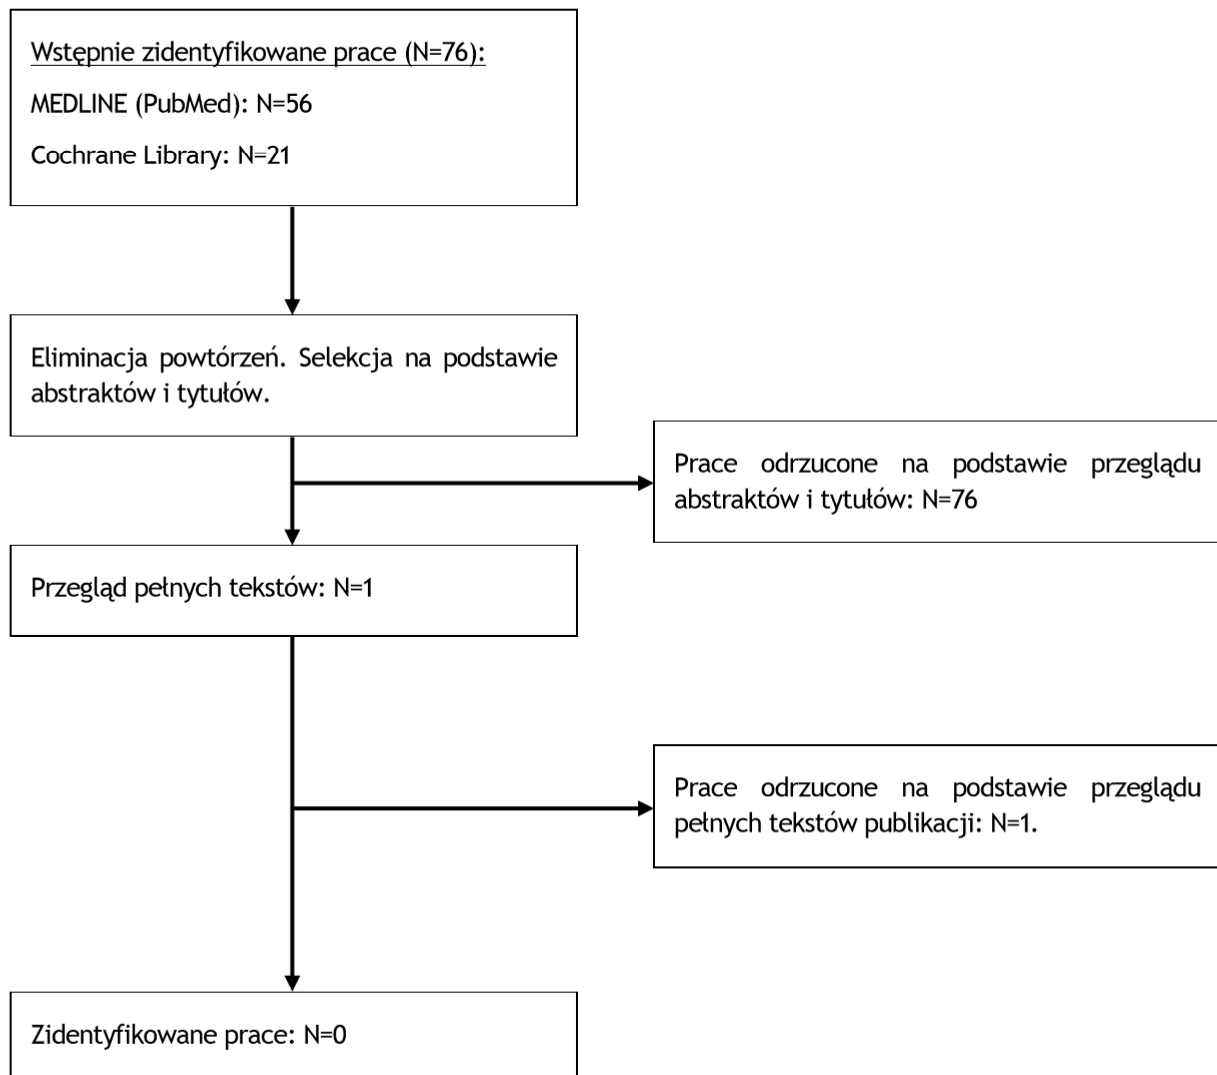 Wstępnie zidentyfikowane prace (N=76):
MEDLINE (PubMed): N=56
Cochrane Library: N=21
Eliminacja powtórzeń. Selekcja na podstawie
abstraktów i tytułów.
Prace odrzucone na podstawie przeglądu
abstraktów i tytułów: N=76
Przegląd pełnych tekstów: N=1
Prace odrzucone na podstawie przeglądu
pełnych tekstów publikacji: N=1.
Zidentyfikowane prace: N=0